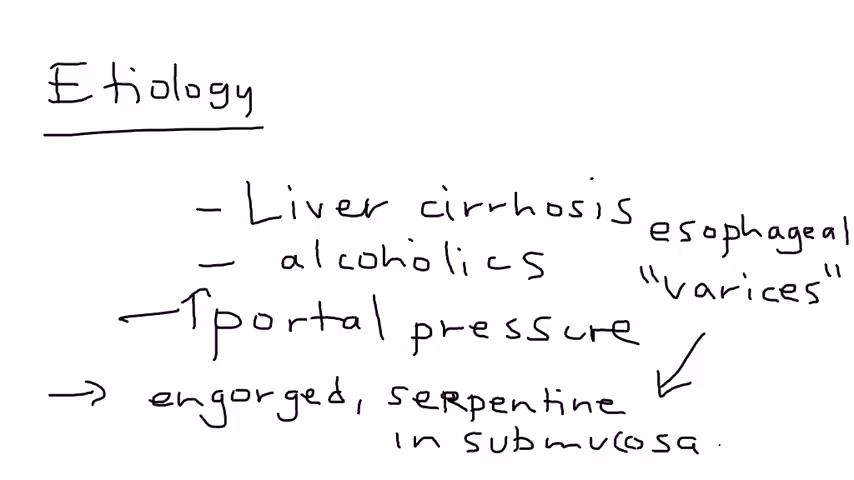 Etiology
- Liver cirrhosis
- alcoholics
esophageal
"varices"
- ↑ portal pressure
→ engorged, serpentine
in submucosa